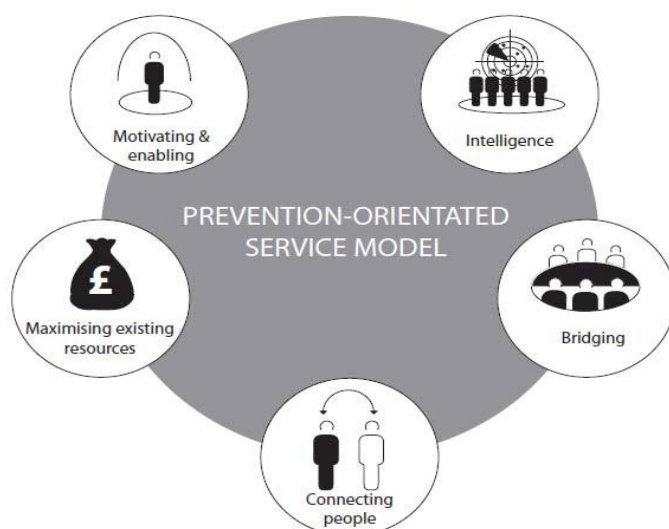 Motivating &
enabling
Intelligence
PREVENTION-ORIENTATED
SERVICE MODEL
£
Maximising existing
resources
Bridging
Connecting
people